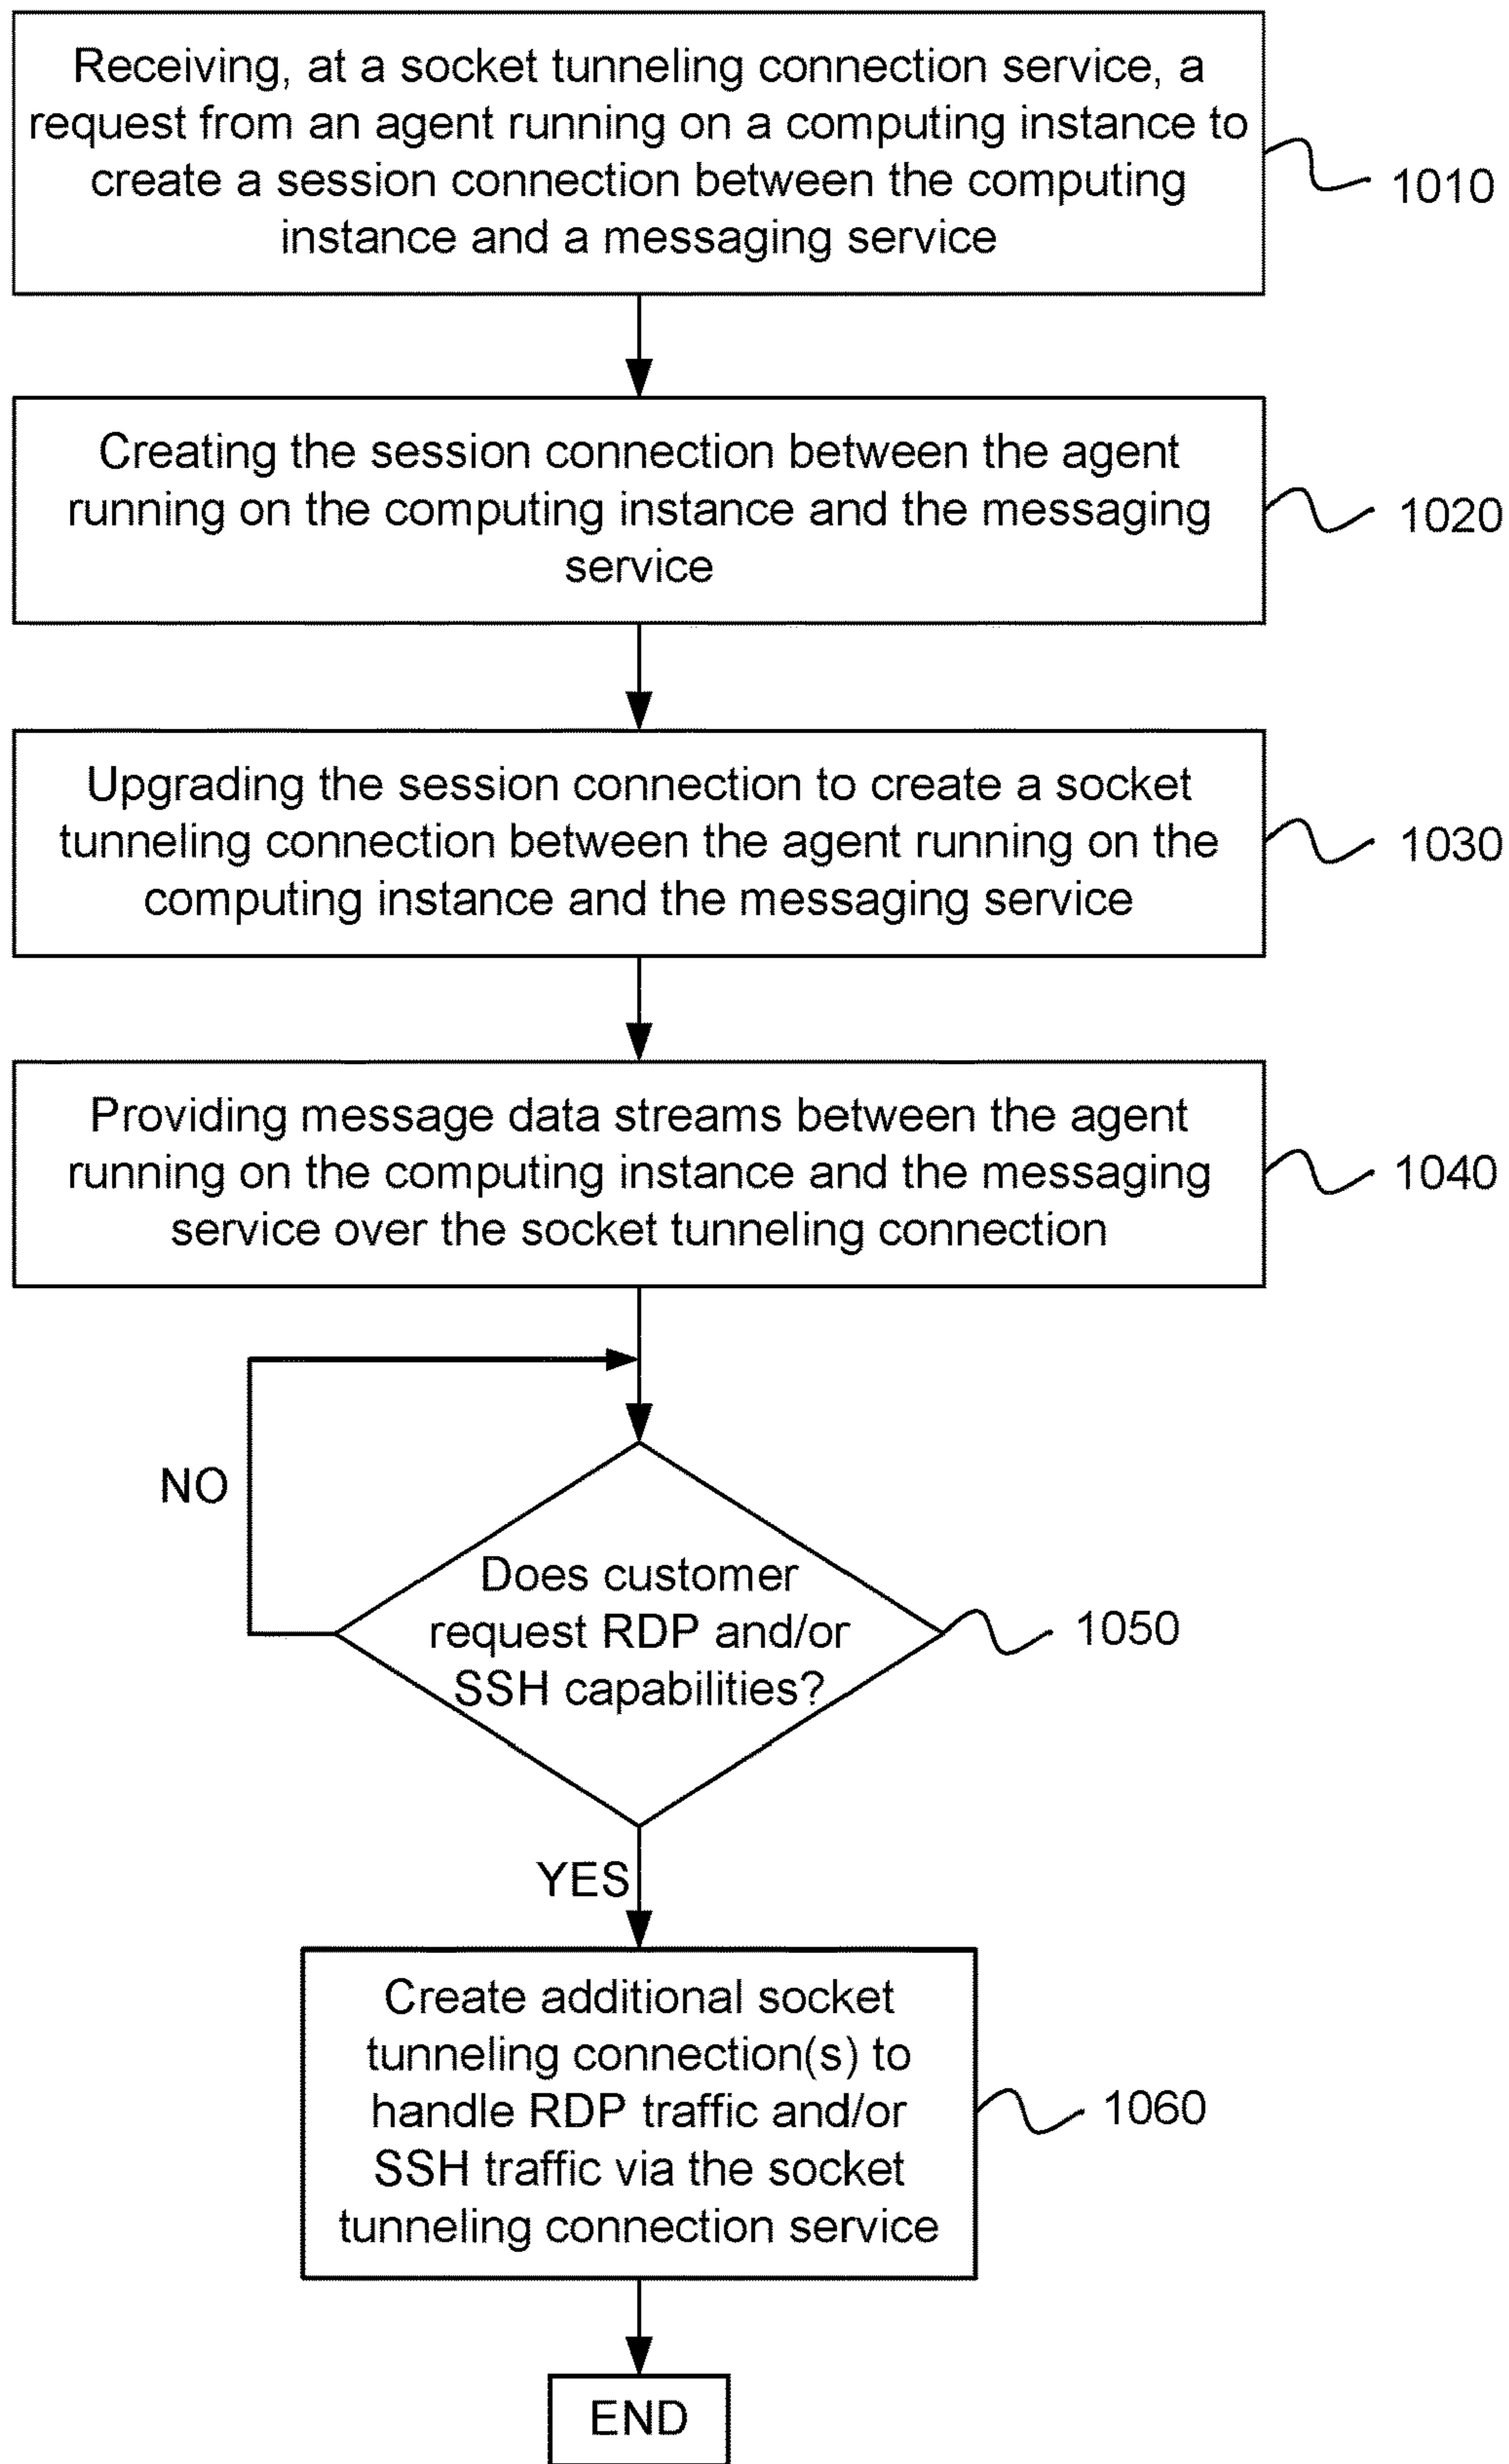 Receiving, at a socket tunneling connection service, a
request from an agent running on a computing instance to
create a session connection between the computing
instance and a messaging service
1010
Creating the session connection between the agent
running on the computing instance and the messaging
service
1020
Upgrading the session connection to create a socket
tunneling connection between the agent running on the
computing instance and the messaging service
1030
Providing message data streams between the agent
running on the computing instance and the messaging
service over the socket tunneling connection
1040
NO
Does customer
request RDP and/or
SSH capabilities?
1050
YES
Create additional socket
tunneling connection(s) to
handle RDP traffic and/or
SSH traffic via the socket
tunneling connection service
1060
END